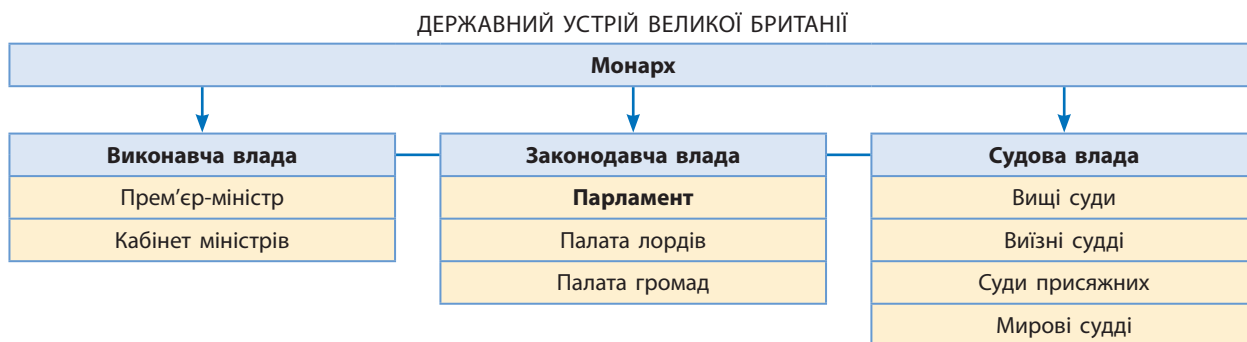 ДЕРЖАВНИЙ УСТРІЙ ВЕЛИКОЇ БРИТАНІЇ
Монарх
Виконавча влада
Прем’єр-міністр
Кабінет міністрів
Законодавча влада
Парламент
Палата лордів
Палата громад
Судова влада
Вищі суди
Виїзні судді
Суди присяжних
Мирові судді